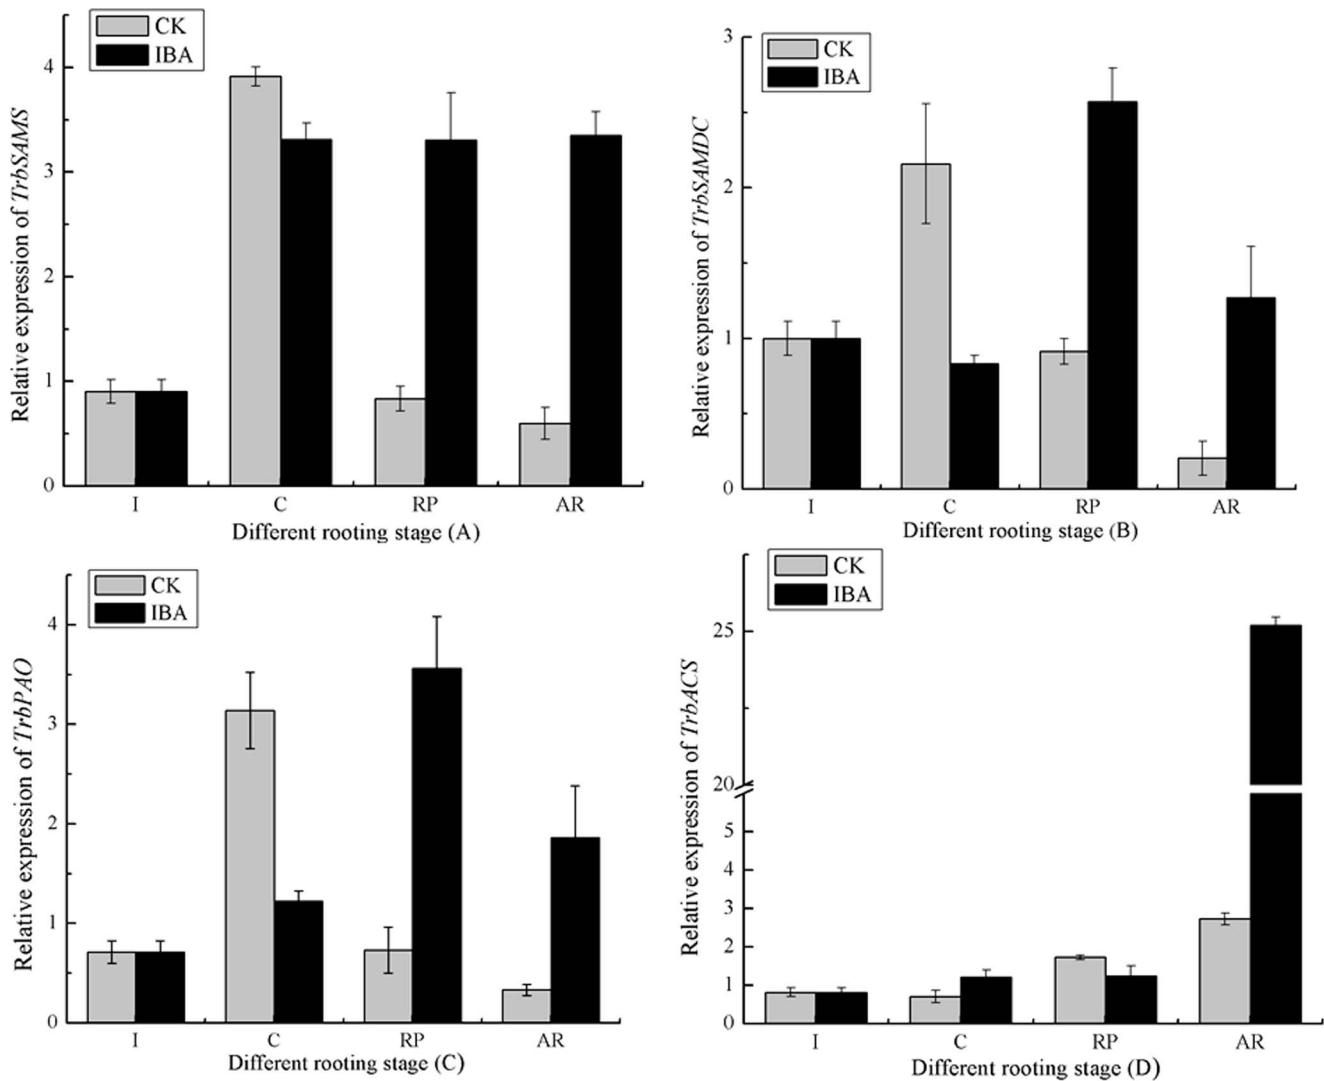 CK
IBA
Relative expression of TrbSAMS
4
3
2
1
0
I C RP AR
Different rooting stage (A)
CK
IBA
Relative expression of TrbSAMDC
3
2
1
0
I C RP AR
Different rooting stage (B)
CK
IBA
Relative expression of TrbPAO
4
3
2
1
0
I C RP AR
Different rooting stage (C)
CK
IBA
Relative expression of TrbACS
25
20
5
4
3
2
1
0
I C RP AR
Different rooting stage (D)